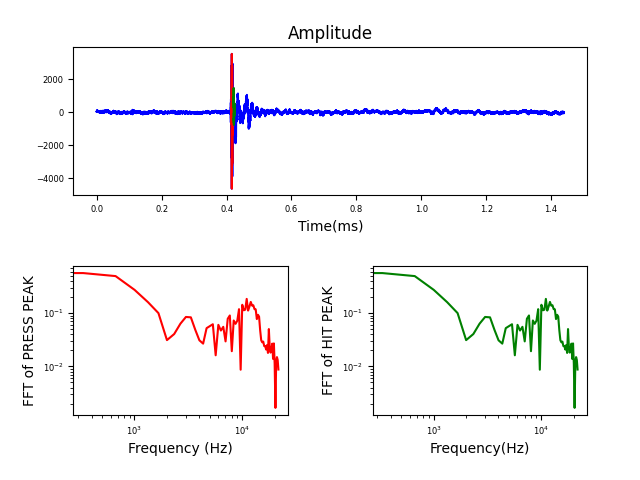 Amplitude
2000
0
−2000
−4000
0.0 0.2 0.4 0.6 0.8 1.0 1.2 1.4
Time(ms)
FFT of PRESS PEAK
10⁻¹
10⁻²
10³ 10⁴
Frequency (Hz)
FFT of HIT PEAK
10⁻¹
10⁻²
10³ 10⁴
Frequency(Hz)